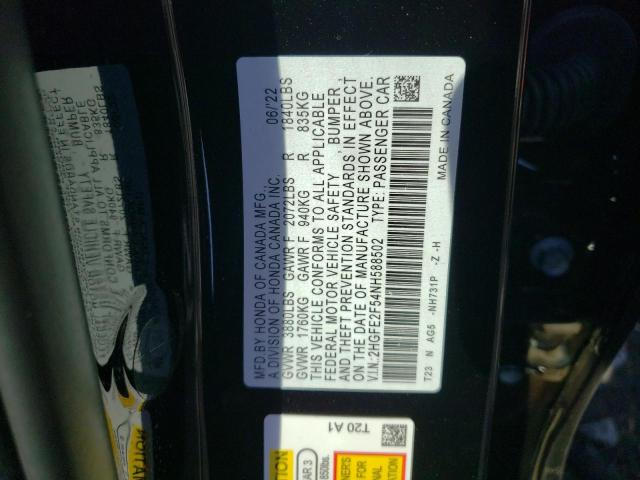 MFD.BY HONDA OF CANADA MFG.,
A DIVISION OF HONDA CANADA INC. 06/'22
GVWR 3880LBS GAWR F 2072LBS R 1840LBS
GVWR 1760KG GAWR F 940KG R 835KG
THIS VEHICLE CONFORMS TO ALL APPLICABLE
FEDERAL MOTOR VEHICLE SAFETY , BUMPER ,
AND THEFT PREVENTION STANDARDS IN EFFECT
ON THE DATE OF MANUFACTURE SHOWN ABOVE.
V.I.N.:2HGFE2F54NH588502 TYPE:PASSENGER CAR
T23 N AG5 -NH731P -Z -H MADE IN CANADA
T20 A1